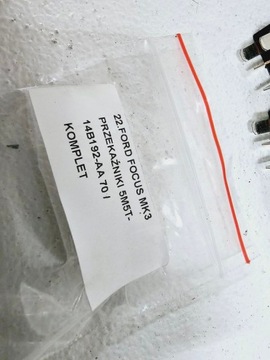 22.FORD FOCUS MK3
PRZEKAŹNIKI 5M5T-
14B192-AA 70 I
KOMPLET